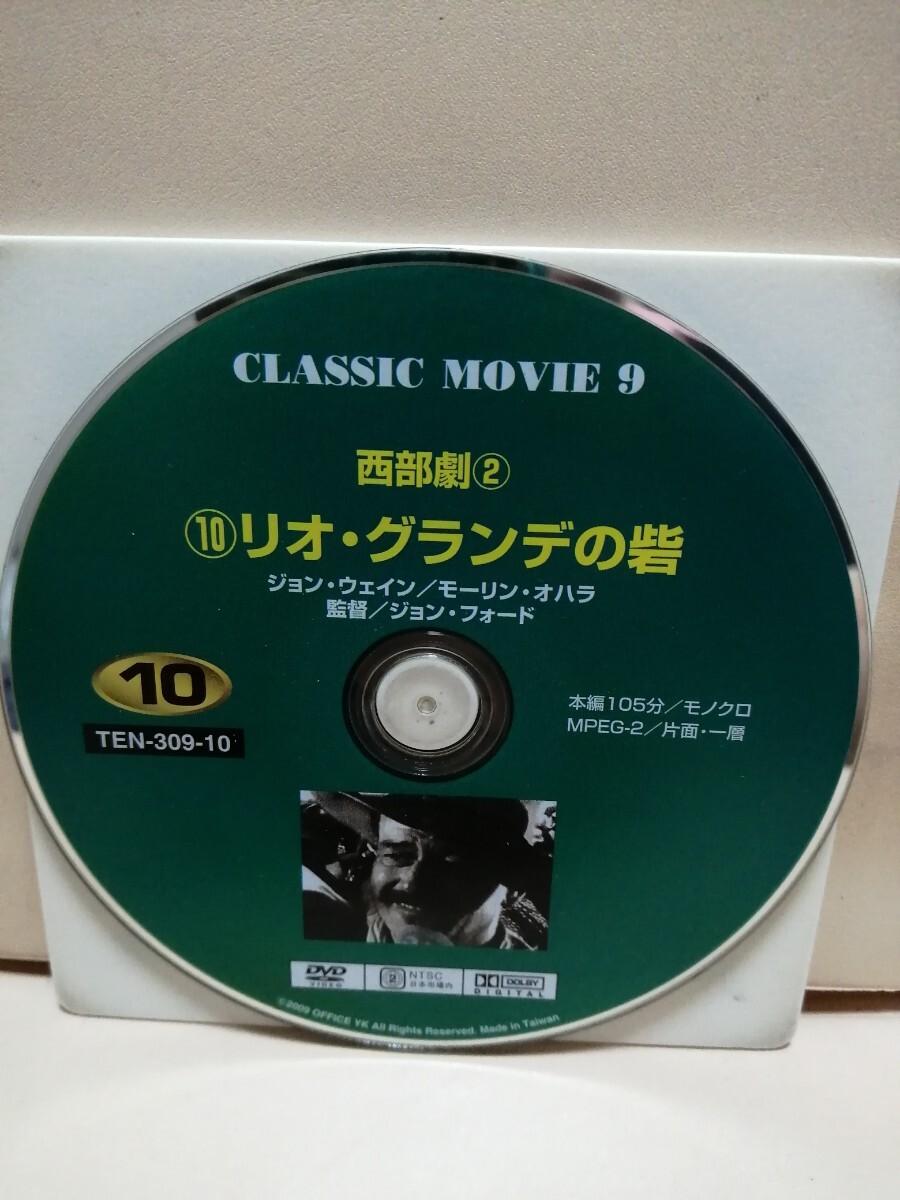 CLASSIC MOVIE 9
西部劇②
⑩リオ・グランデの砦
ジョン・ウェイン/モーリン・オハラ
監督/ジョン・フォード
10
TEN-309-10
本編105分/モノクロ
MPEG-2/片面・一層
DVD
VIDEO
2
NTSC
日本市場内
DOLBY
DIGITAL
©2009 OFFICE YK All Rights Reserved. Made in Taiwan